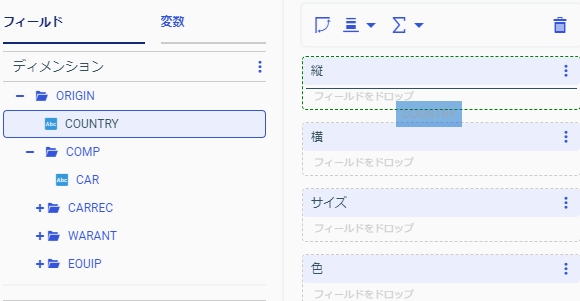 フィールド
変数
ディメンション
ORIGIN
Abc COUNTRY
COMP
Abc CAR
CARREC
WARANT
EQUIP
縦
フィールドをドロップ
横
フィールドをドロップ
サイズ
フィールドをドロップ
色
フィールドをドロップ